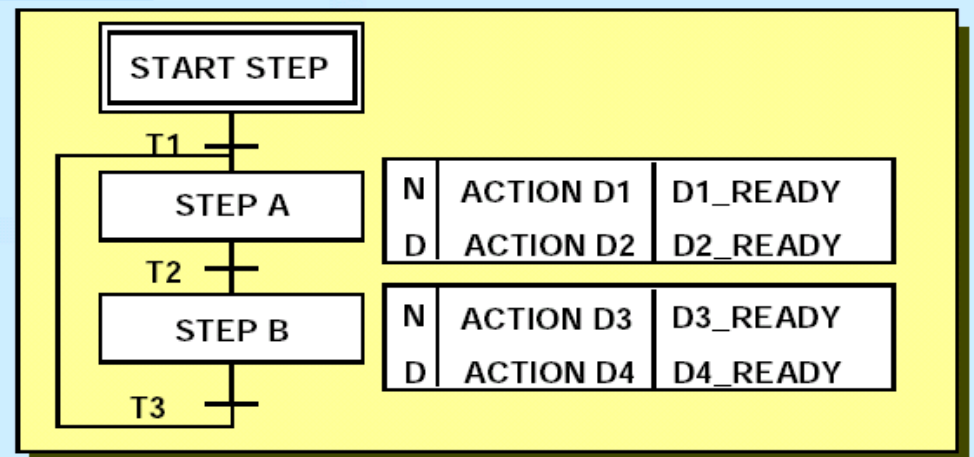 START STEP
T1
STEP A
N ACTION D1 D1_READY
D ACTION D2 D2_READY
T2
STEP B
N ACTION D3 D3_READY
D ACTION D4 D4_READY
T3